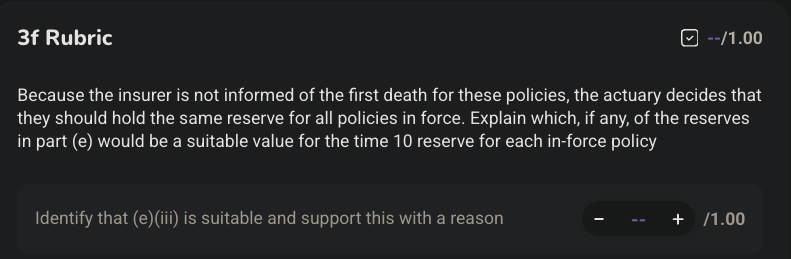 3f Rubric
--/1.00
Because the insurer is not informed of the first death for these policies, the actuary decides that
they should hold the same reserve for all policies in force. Explain which, if any, of the reserves
in part (e) would be a suitable value for the time 10 reserve for each in-force policy
Identify that (e)(iii) is suitable and support this with a reason
− -- + /1.00